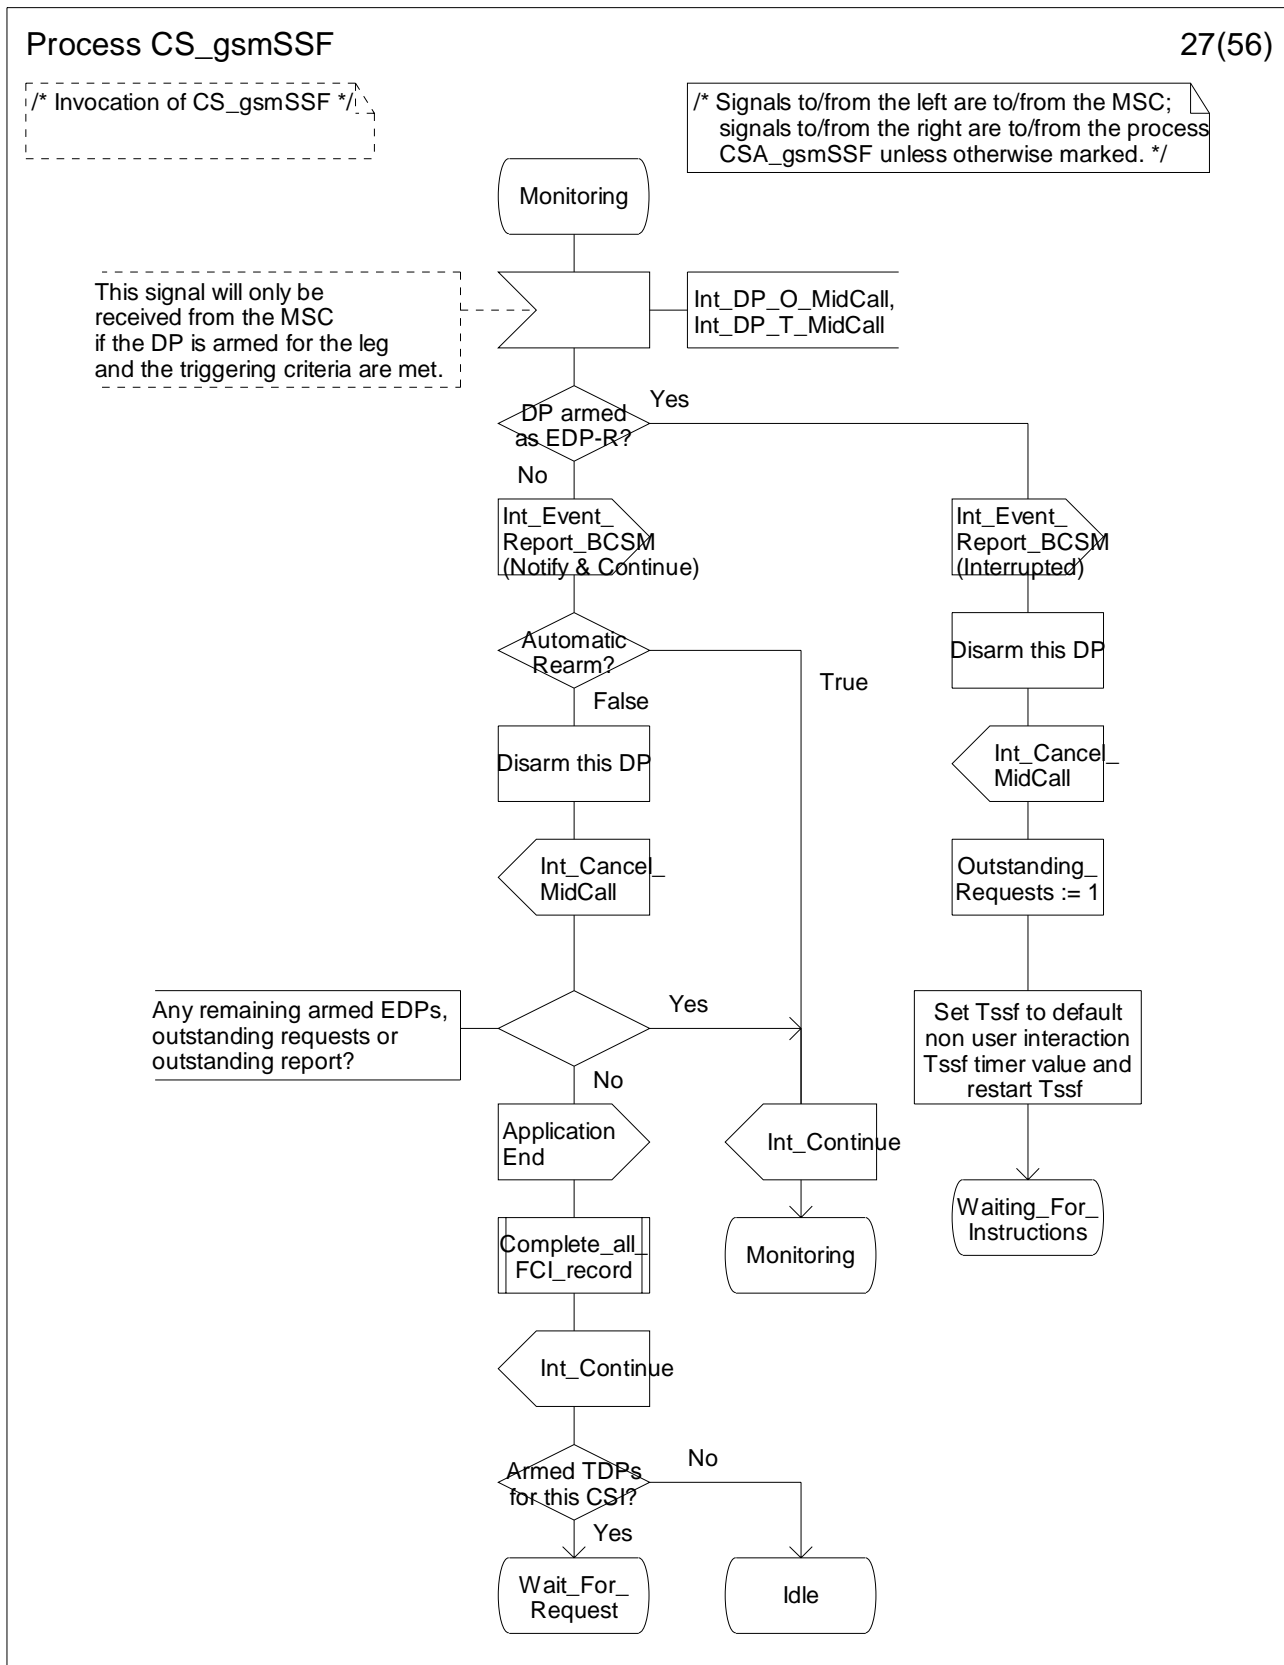 Process CS_gsmSSF
27(56)
/* Invocation of CS_gsmSSF */
/* Signals to/from the left are to/from the MSC;
signals to/from the right are to/from the process
CSA_gsmSSF unless otherwise marked. */
Monitoring
This signal will only be
received from the MSC
if the DP is armed for the leg
and the triggering criteria are met.
Int_DP_O_MidCall,
Int_DP_T_MidCall
DP armed
as EDP-R?
Yes
No
Int_Event_
Report_BCSM
(Notify & Continue)
Int_Event_
Report_BCSM
(Interrupted)
Automatic
Rearm?
True
False
Disarm this DP
Disarm this DP
Int_Cancel_
MidCall
Int_Cancel_
MidCall
Outstanding_
Requests := 1
Any remaining armed EDPs,
outstanding requests or
outstanding report?
Yes
No
Set Tssf to default
non user interaction
Tssf timer value and
restart Tssf
Application
End
Int_Continue
Waiting_For_
Instructions
Complete_all_
FCI_record
Monitoring
Int_Continue
Armed TDPs
for this CSI?
No
Yes
Wait_For_
Request
Idle